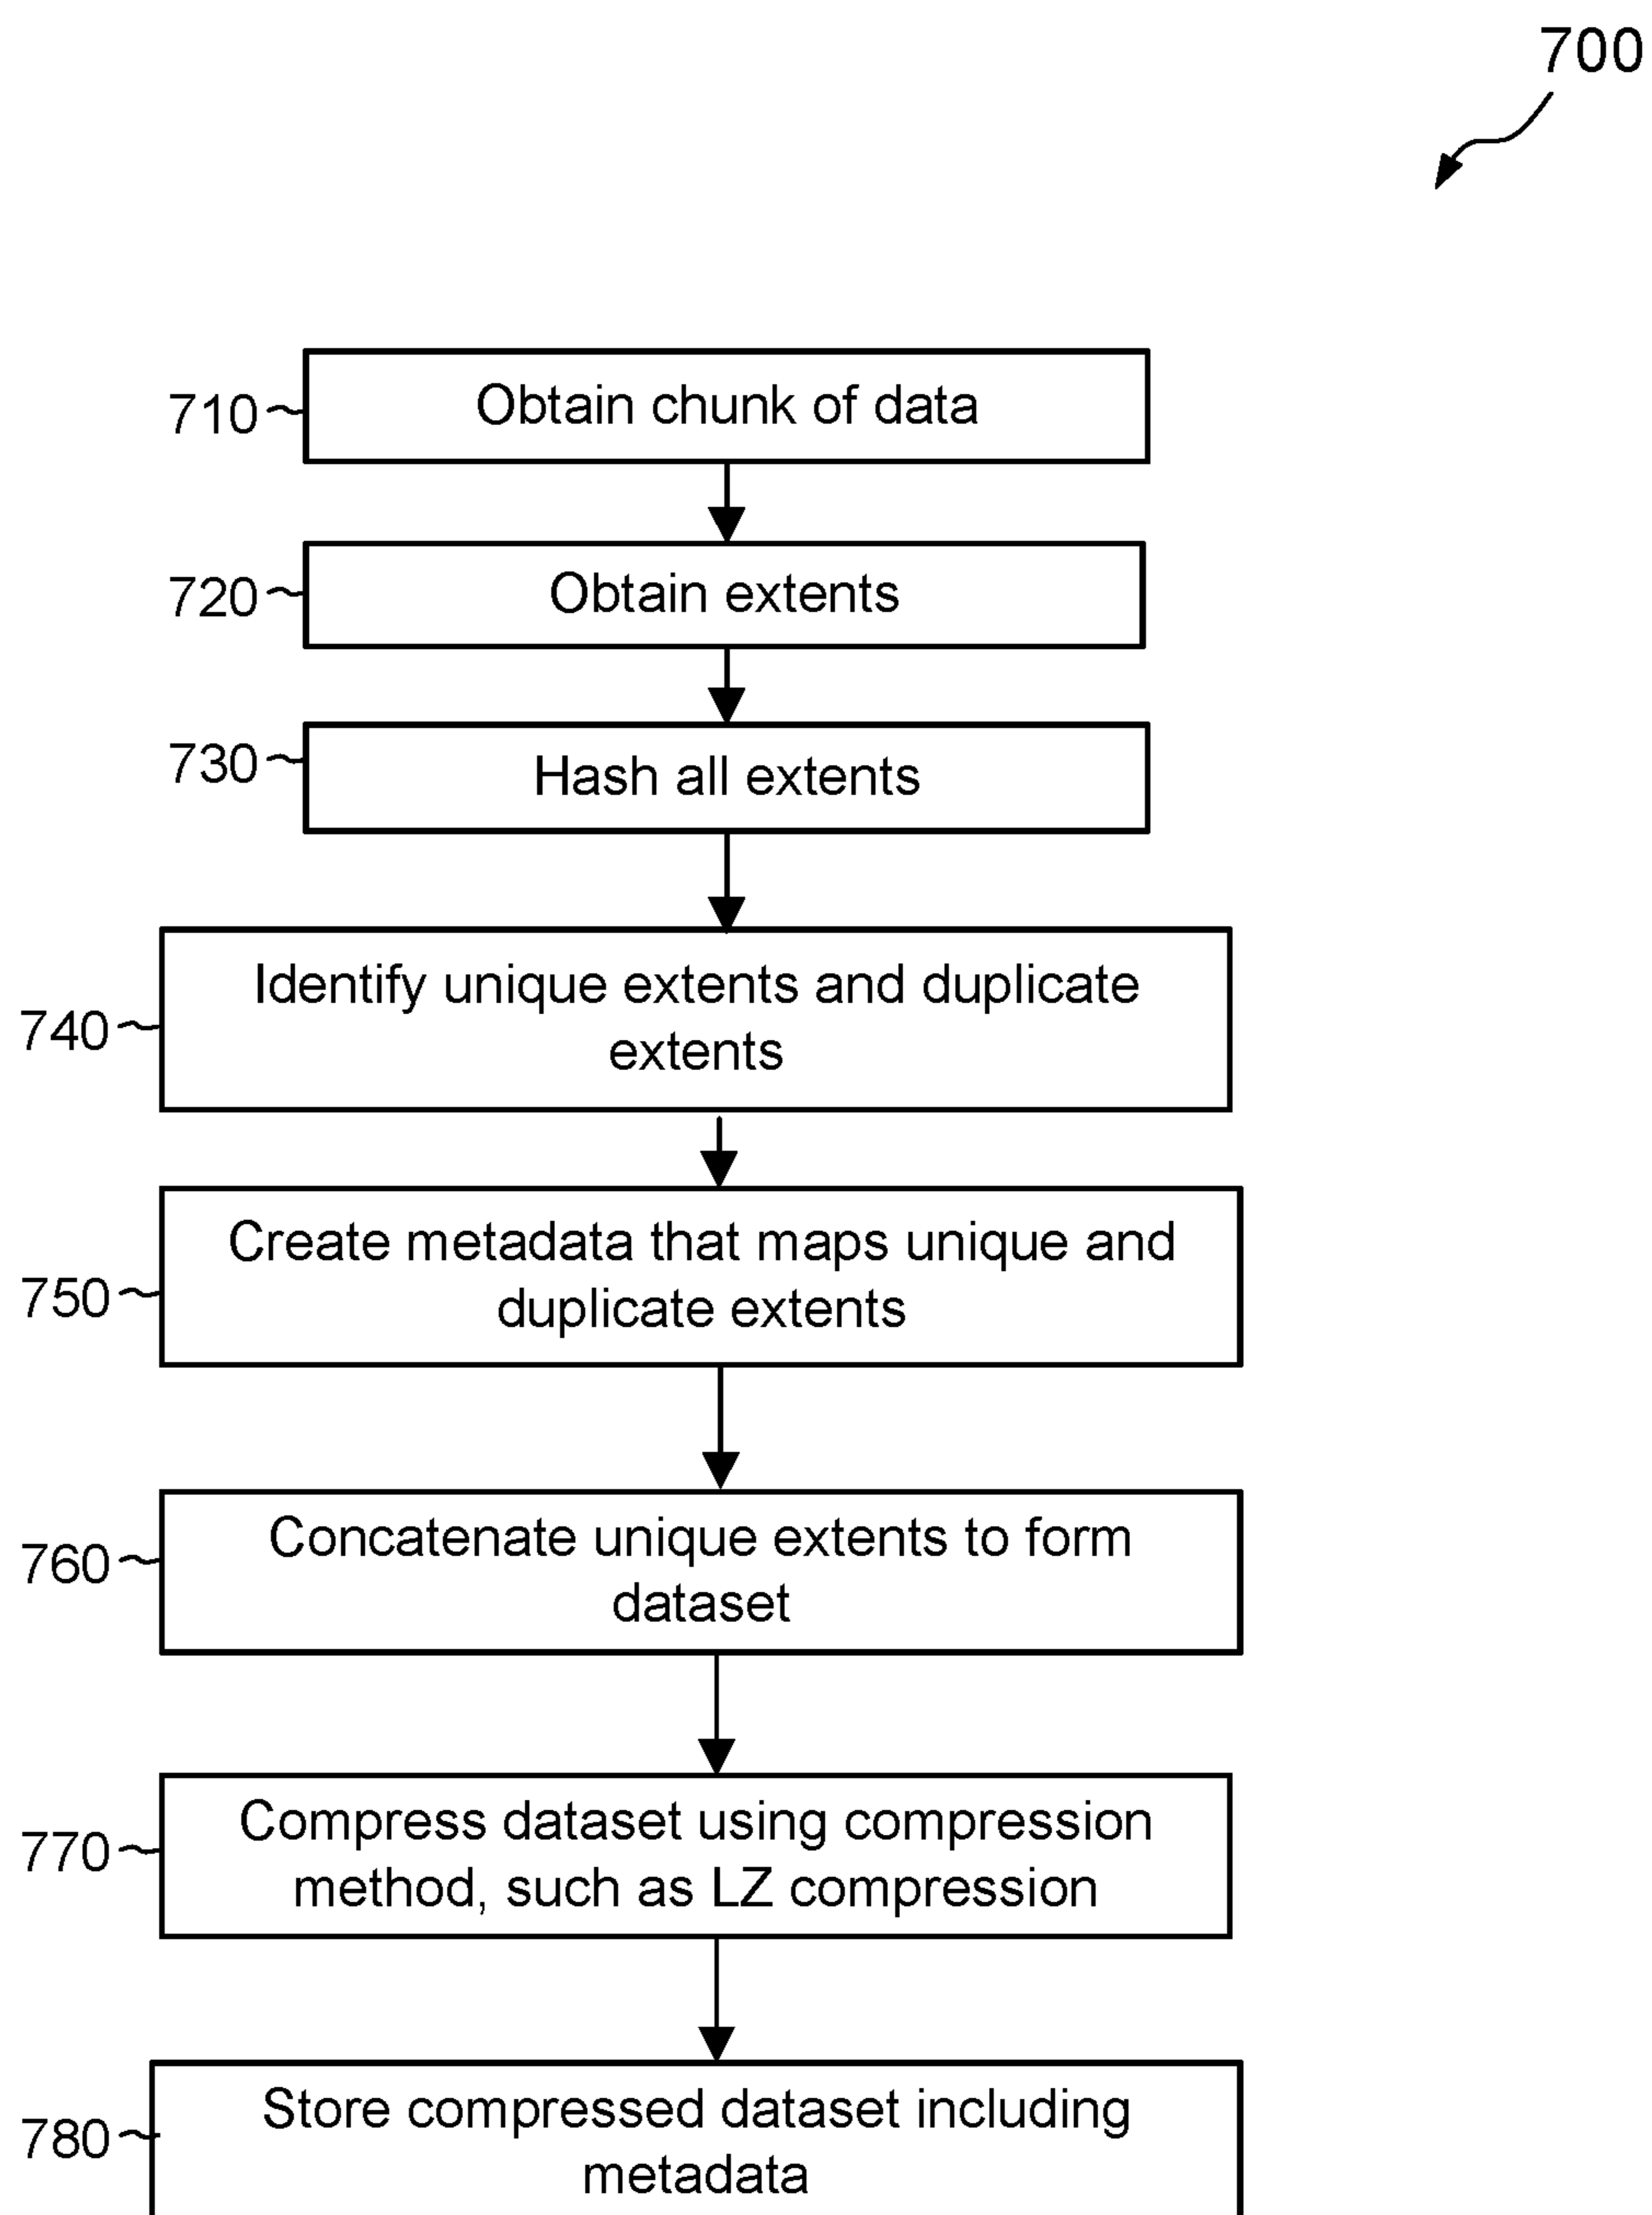 700
710
Obtain chunk of data
720
Obtain extents
730
Hash all extents
740
Identify unique extents and duplicate
extents
750
Create metadata that maps unique and
duplicate extents
760
Concatenate unique extents to form
dataset
770
Compress dataset using compression
method, such as LZ compression
780
Store compressed dataset including
metadata